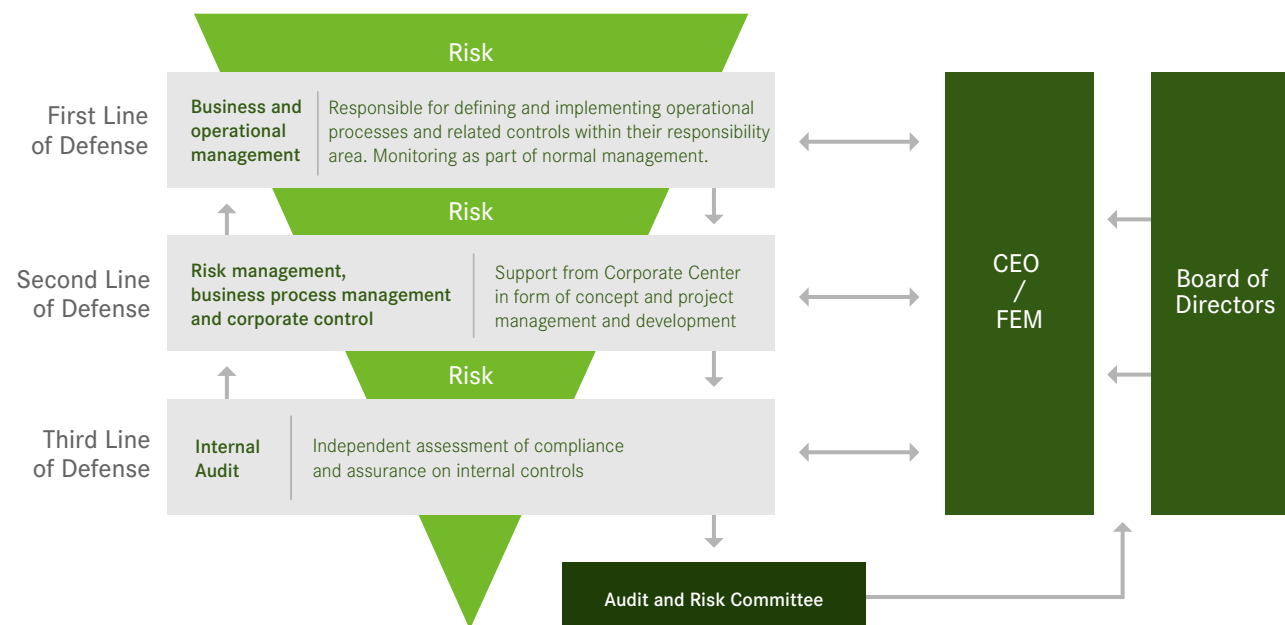 Risk
First Line
of Defense
Business and
operational
management
Responsible for defining and implementing operational
processes and related controls within their responsibility
area. Monitoring as part of normal management.
Risk
Second Line
of Defense
Risk management,
business process management
and corporate control
Support from Corporate Center
in form of concept and project
management and development
Risk
Third Line
of Defense
Internal
Audit
Independent assessment of compliance
and assurance on internal controls
Audit and Risk Committee
CEO
/
FEM
Board of
Directors